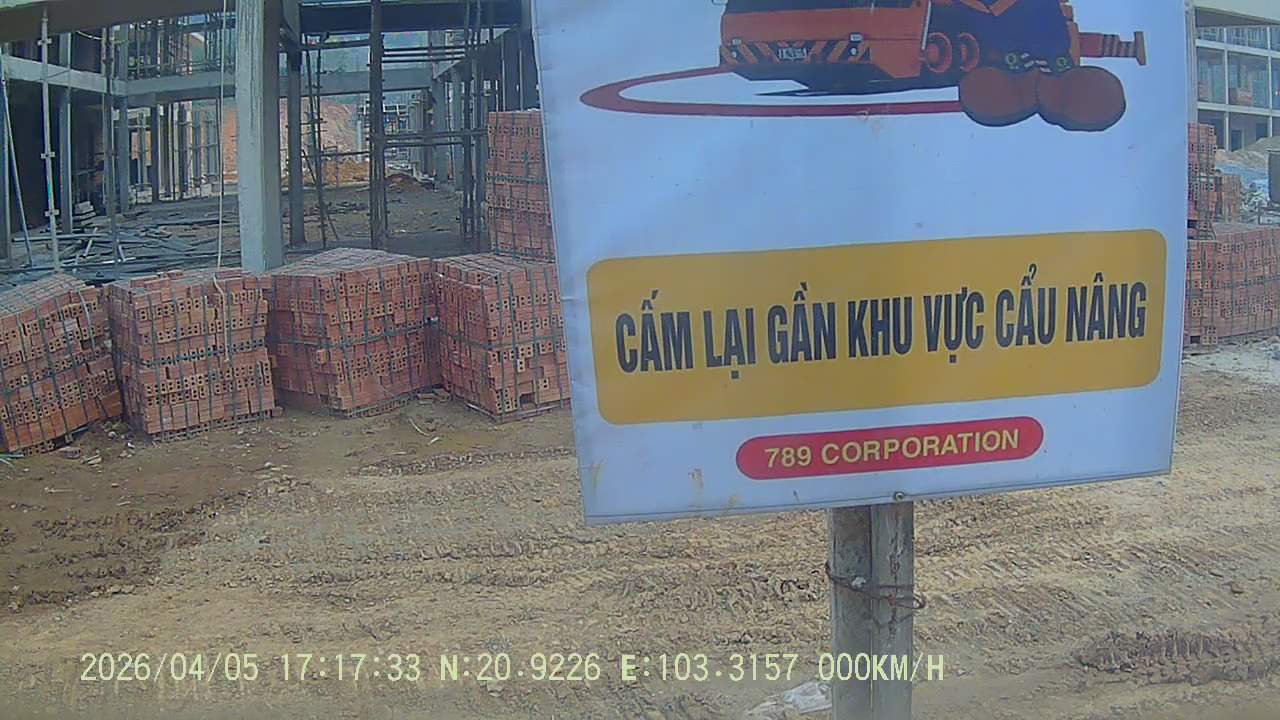 CẤM LẠI GẦN KHU VỰC CẨU NÂNG
789 CORPORATION
2026/04/05 17:17:33 N:20.9226 E:103.3157 000KM/H